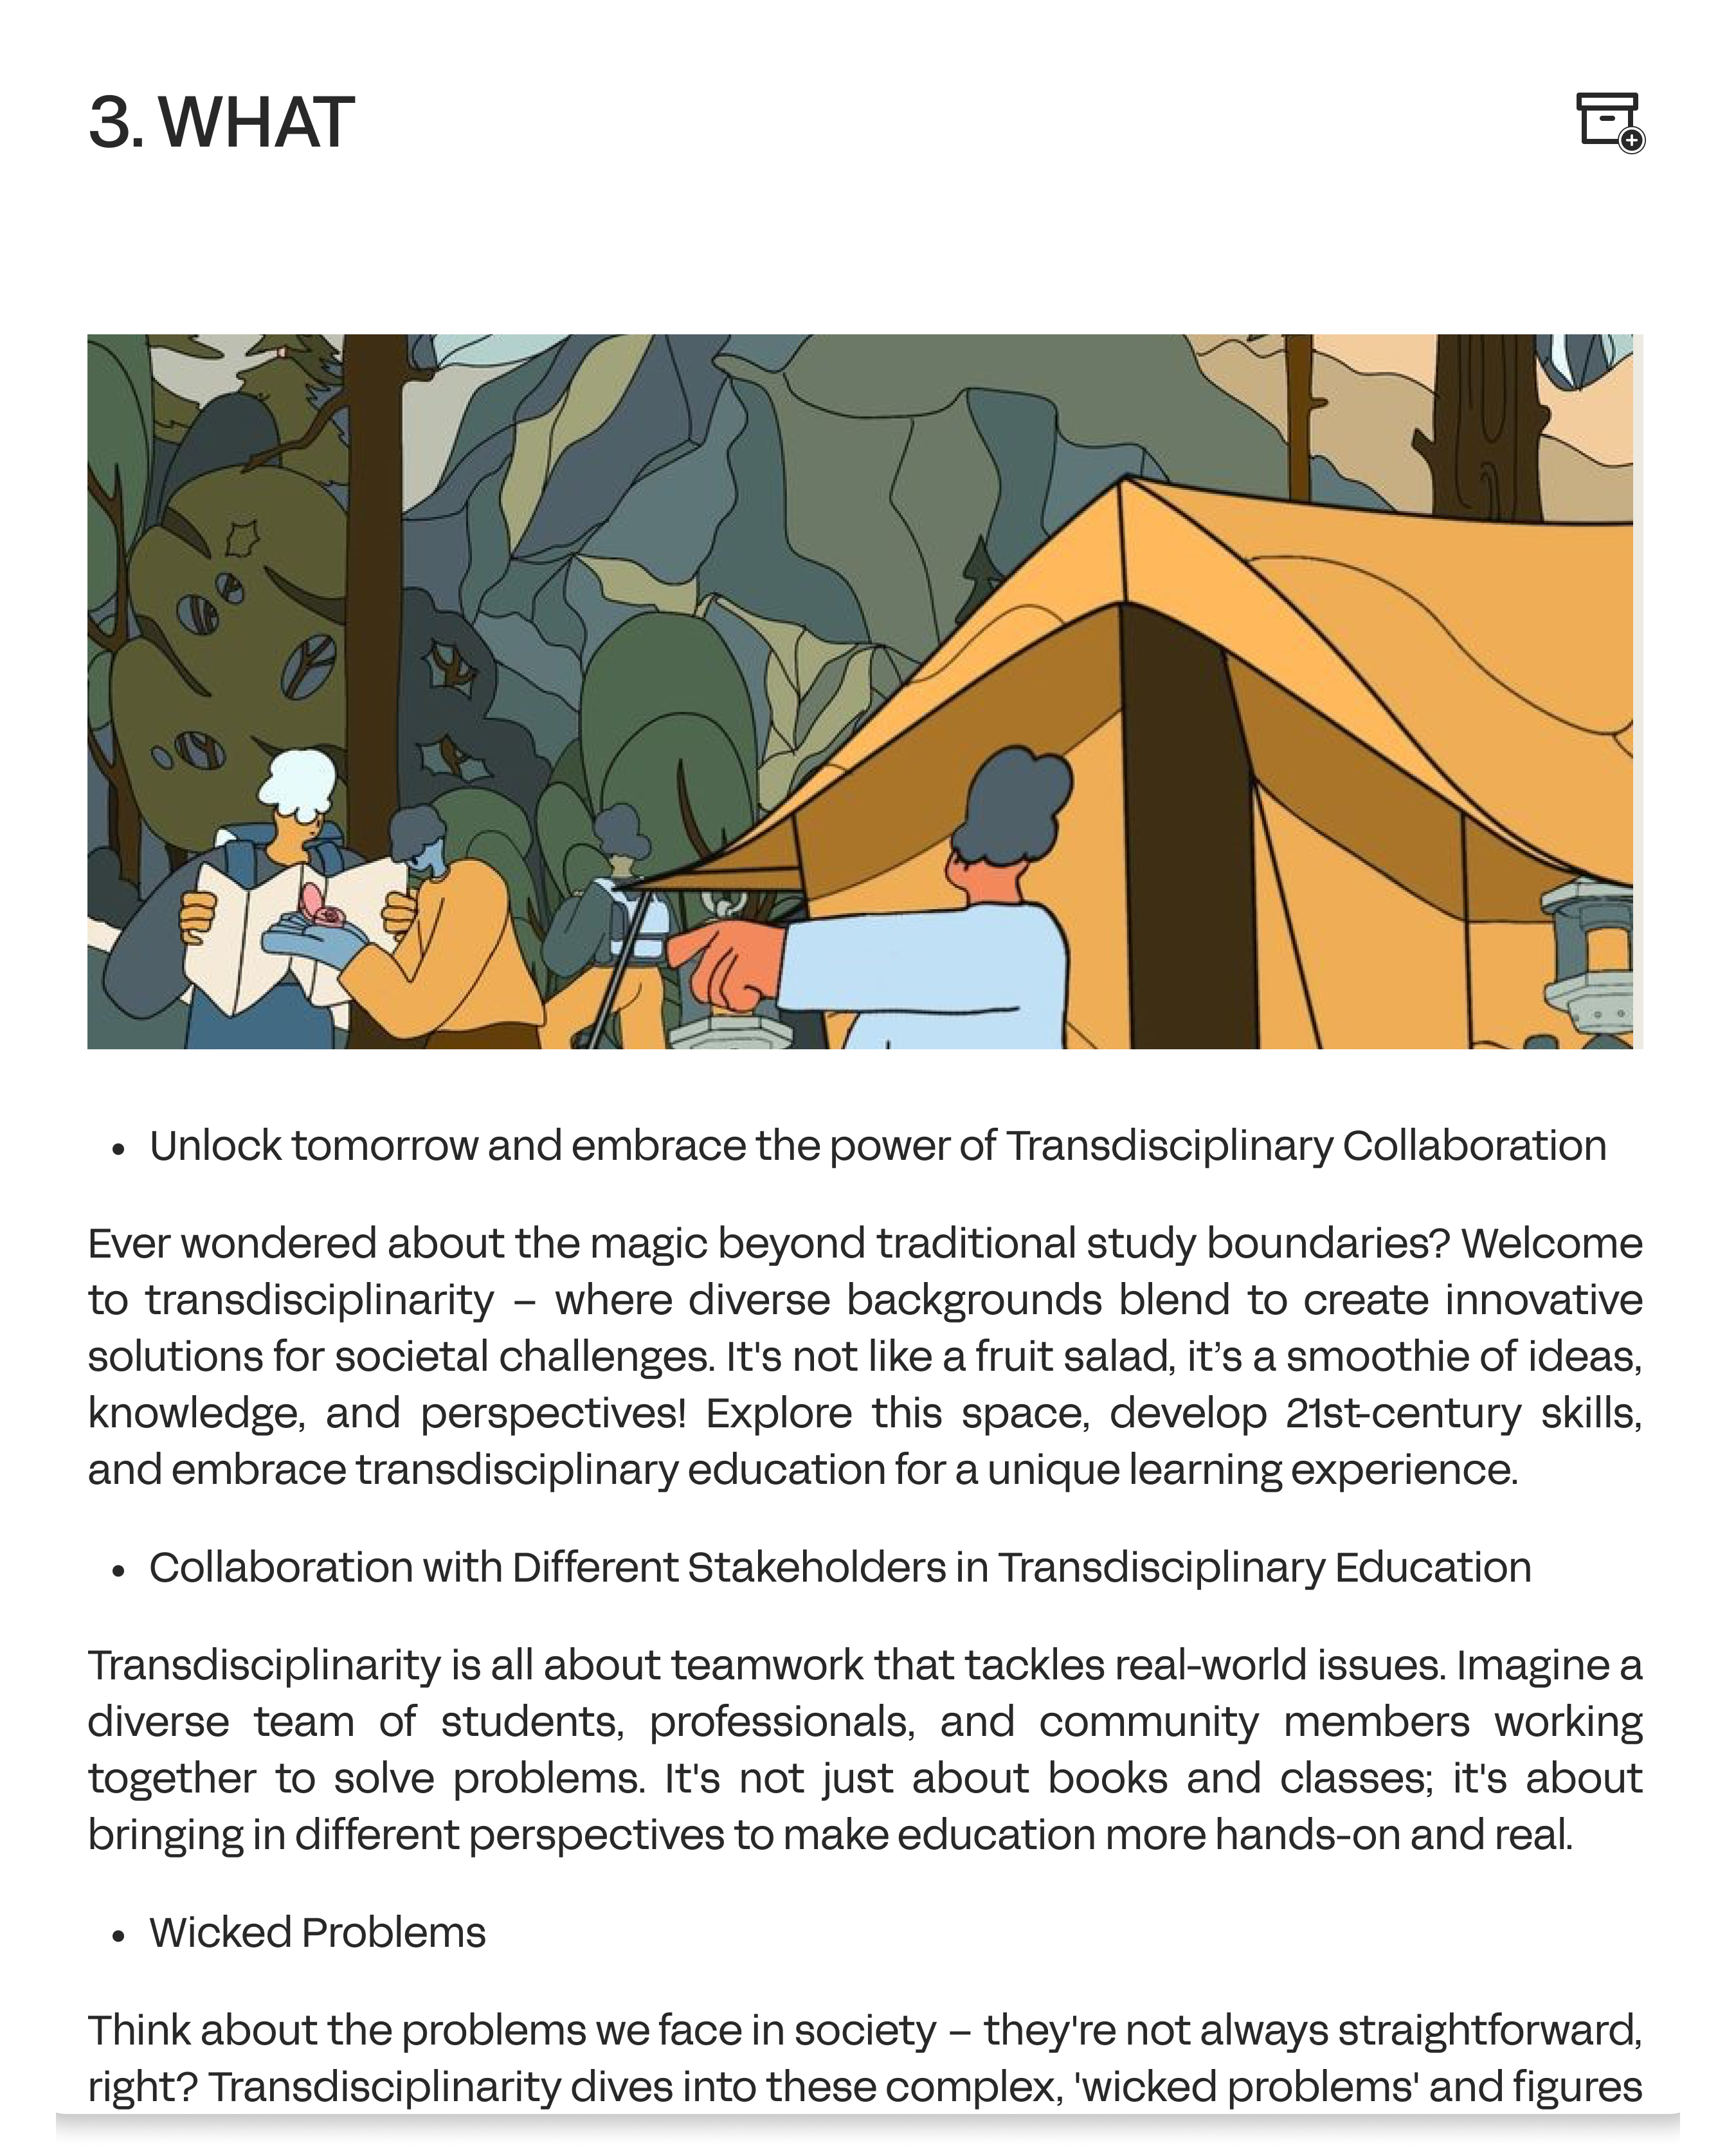 3. WHAT
• Unlock tomorrow and embrace the power of Transdisciplinary Collaboration
Ever wondered about the magic beyond traditional study boundaries? Welcome
to transdisciplinarity – where diverse backgrounds blend to create innovative
solutions for societal challenges. It's not like a fruit salad, it’s a smoothie of ideas,
knowledge, and perspectives! Explore this space, develop 21st-century skills,
and embrace transdisciplinary education for a unique learning experience.
• Collaboration with Different Stakeholders in Transdisciplinary Education
Transdisciplinarity is all about teamwork that tackles real-world issues. Imagine a
diverse team of students, professionals, and community members working
together to solve problems. It's not just about books and classes; it's about
bringing in different perspectives to make education more hands-on and real.
• Wicked Problems
Think about the problems we face in society – they're not always straightforward,
right? Transdisciplinarity dives into these complex, 'wicked problems' and figures